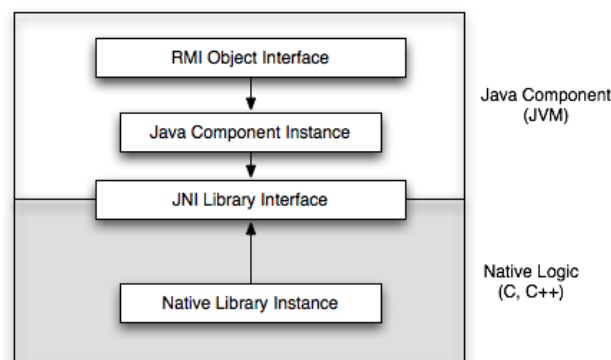 RMI Object Interface
Java Component
(JVM)
Java Component Instance
JNI Library Interface
Native Logic
(C, C++)
Native Library Instance